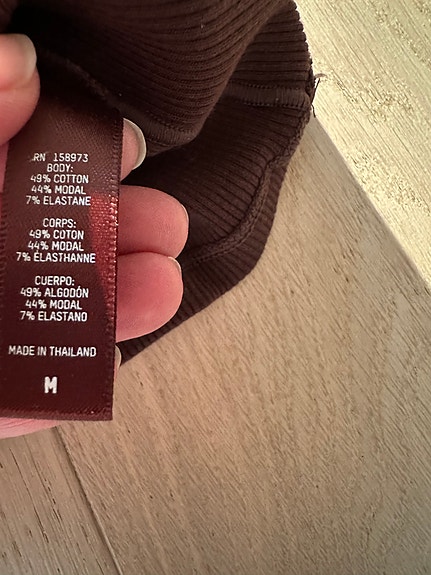 RN 158973
BODY:
49% COTTON
44% MODAL
7% ELASTANE
CORPS:
49% COTON
44% MODAL
7% ÉLASTHANNE
CUERPO:
49% ALGODÓN
44% MODAL
7% ELASTANO
MADE IN THAILAND
M